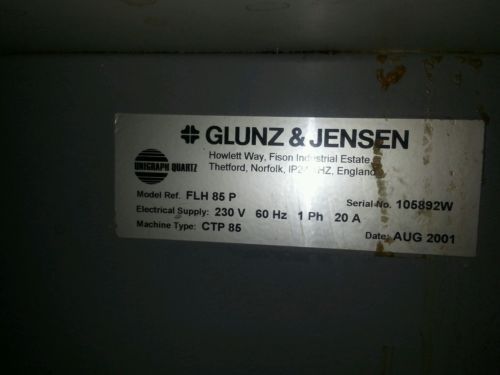 GLUNZ & JENSEN
UNIGRAPH QUARTZ
Howlett Way, Fison Industrial Estate,
Thetford, Norfolk, England
Model Ref. FLH 85 P
Serial No. 105892W
Electrical Supply: 230 V 60 Hz 1 Ph 20 A
Machine Type: CTP 85
Date: AUG 2001